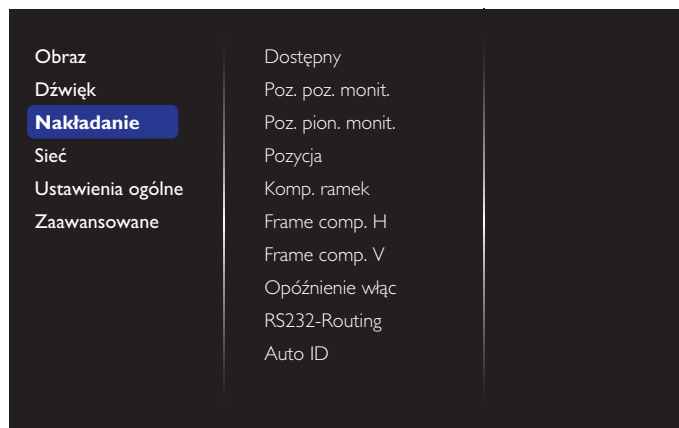 Obraz
Dźwięk
Nakładanie
Sieć
Ustawienia ogólne
Zaawansowane
Dostępny
Poz. poz. monit.
Poz. pion. monit.
Pozycja
Komp. ramek
Frame comp. H
Frame comp. V
Opóźnienie włąc
RS232-Routing
Auto ID